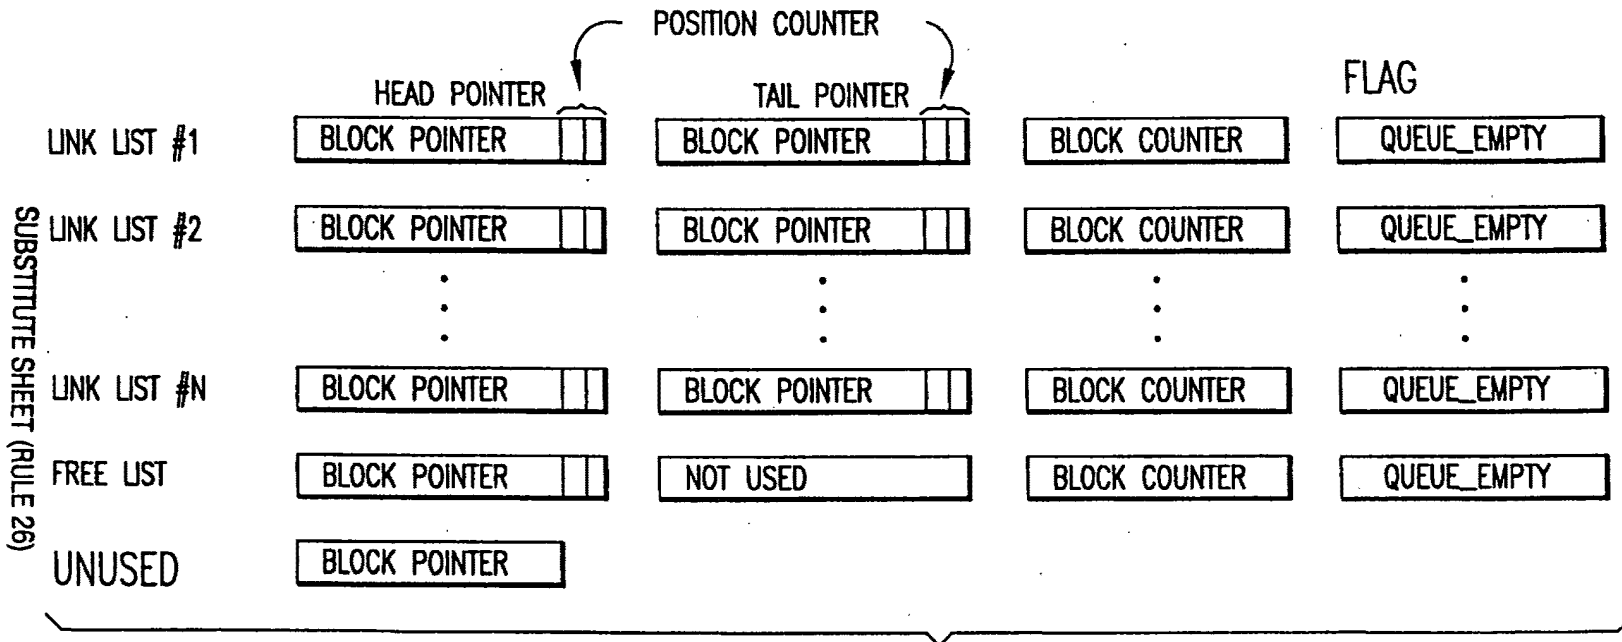 POSITION COUNTER
HEAD POINTER TAIL POINTER FLAG
LINK LIST #1 BLOCK POINTER BLOCK POINTER BLOCK COUNTER QUEUE_EMPTY
LINK LIST #2 BLOCK POINTER BLOCK POINTER BLOCK COUNTER QUEUE_EMPTY
LINK LIST #N BLOCK POINTER BLOCK POINTER BLOCK COUNTER QUEUE_EMPTY
FREE LIST BLOCK POINTER NOT USED BLOCK COUNTER QUEUE_EMPTY
UNUSED BLOCK POINTER
SUBSTITUTE SHEET (RULE 26)